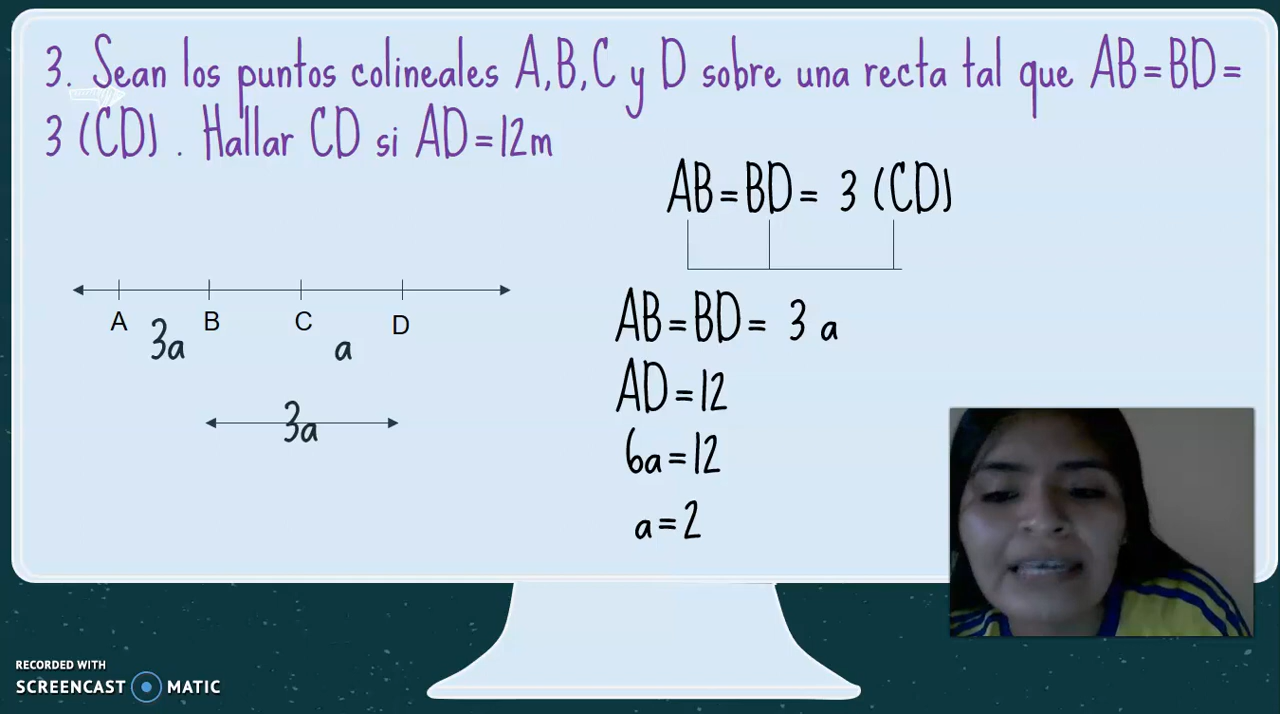 3. Sean los puntos colineales A,B,C y D sobre una recta tal que AB=BD=
3 (CD) . Hallar CD si AD=12m
AB=BD= 3 (CD)
A B C D
3a a
3a
AB=BD= 3 a
AD=12
6a=12
a=2
RECORDED WITH
SCREENCAST MATIC